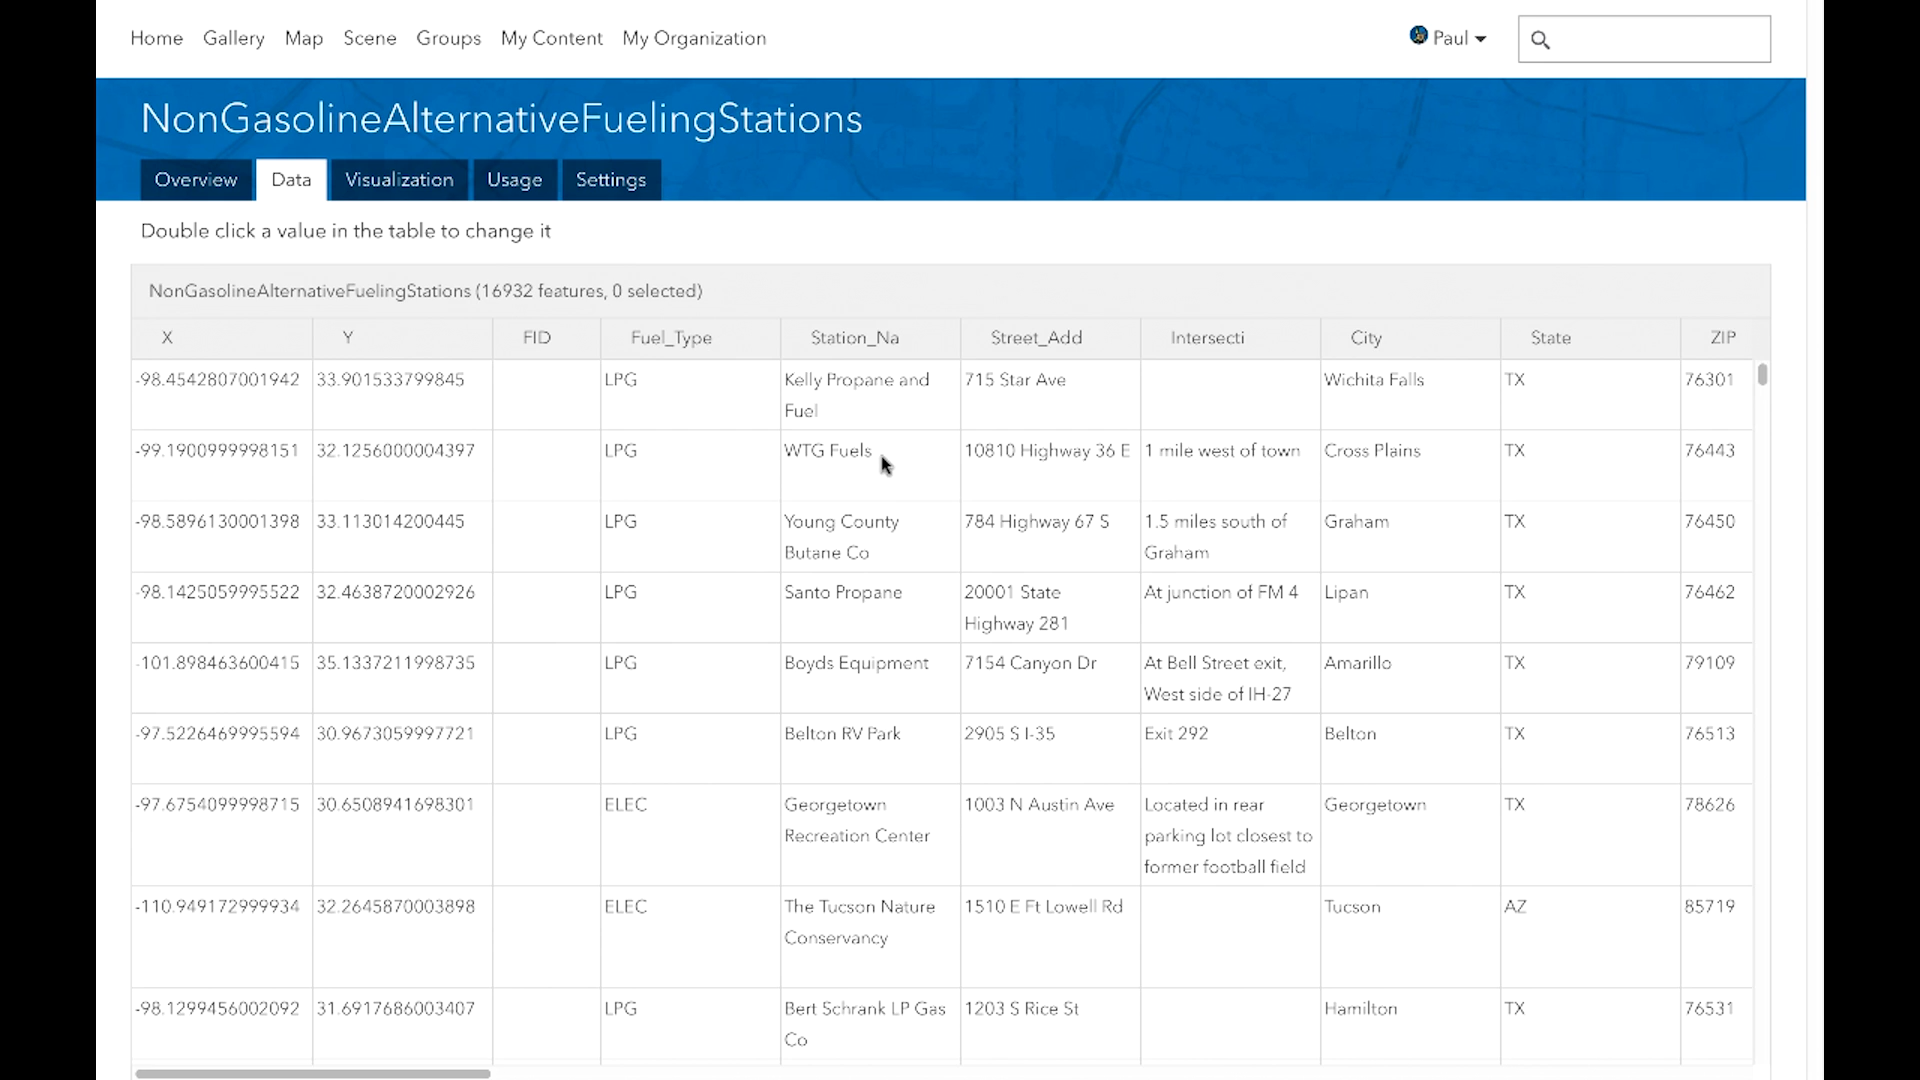 Home Gallery Map Scene Groups My Content My Organization Paul
NonGasolineAlternativeFuelingStations
Overview Data Visualization Usage Settings
Double click a value in the table to change it
NonGasolineAlternativeFuelingStations (16932 features, 0 selected)
X Y FID Fuel_Type Station_Na Street_Add Intersecti City State ZIP
-98.4542807001942 33.901533799845 LPG Kelly Propane and 715 Star Ave Wichita Falls TX 76301
Fuel
-99.1900999998151 32.1256000004397 LPG WTG Fuels 10810 Highway 36 E 1 mile west of town Cross Plains TX 76443
-98.5896130001398 33.113014200445 LPG Young County 784 Highway 67 S 1.5 miles south of Graham TX 76450
Butane Co Graham
-98.1425059995522 32.4638720002926 LPG Santo Propane 20001 State At junction of FM 4 Lipan TX 76462
Highway 281
-101.898463600415 35.1337211998735 LPG Boyds Equipment 7154 Canyon Dr At Bell Street exit, Amarillo TX 79109
West side of IH-27
-97.5226469995594 30.9673059997721 LPG Belton RV Park 2905 S I-35 Exit 292 Belton TX 76513
-97.6754099998715 30.6508941698301 ELEC Georgetown 1003 N Austin Ave Located in rear Georgetown TX 78626
Recreation Center parking lot closest to
former football field
-110.949172999934 32.2645870003898 ELEC The Tucson Nature 1510 E Ft Lowell Rd Tucson AZ 85719
Conservancy
-98.1299456002092 31.6917686003407 LPG Bert Schrank LP Gas 1203 S Rice St Hamilton TX 76531
Co